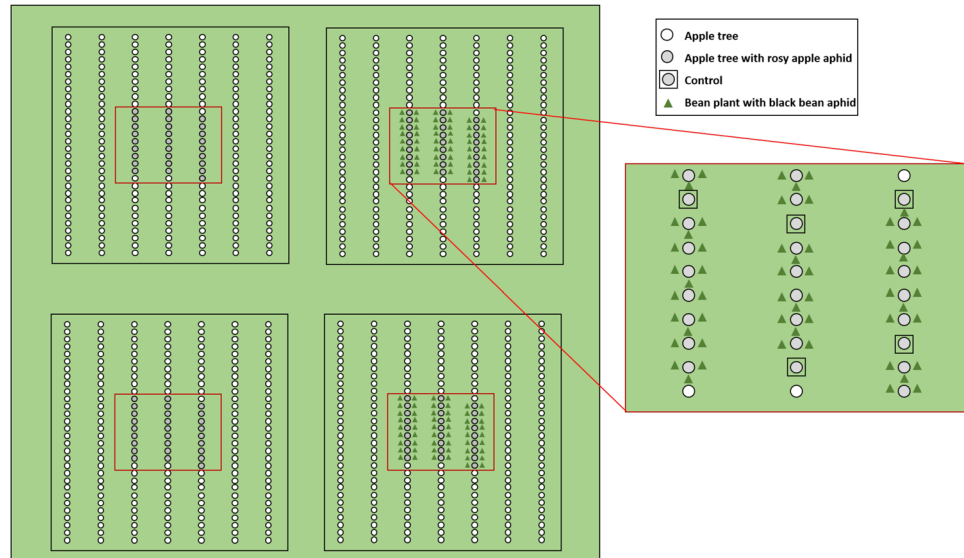 Apple tree
Apple tree with rosy apple aphid
Control
Bean plant with black bean aphid